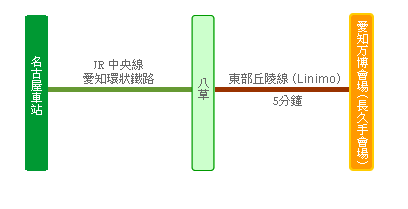 名古屋車站
JR 中央線
愛知環狀鐵路
八草
東部丘陵線 (Linimo)
5分鐘
愛知万博會場(長久手會場)